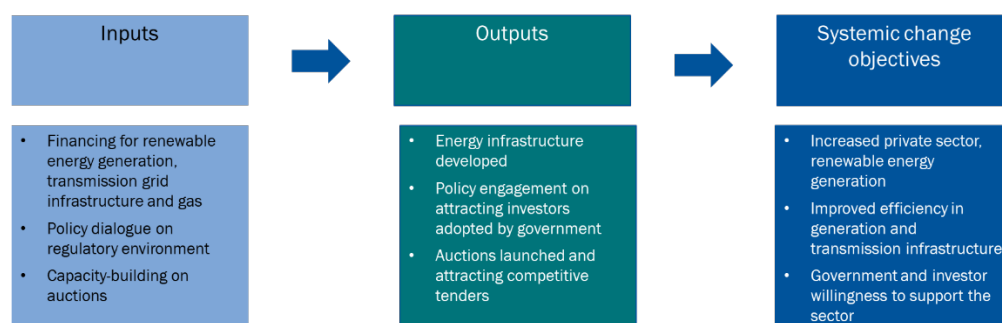 Inputs
Outputs
Systemic change
objectives
• Financing for renewable
energy generation,
transmission grid
infrastructure and gas
• Policy dialogue on
regulatory environment
• Capacity-building on
auctions
• Energy infrastructure
developed
• Policy engagement on
attracting investors
adopted by government
• Auctions launched and
attracting competitive
tenders
• Increased private sector,
renewable energy
generation
• Improved efficiency in
generation and
transmission infrastructure
• Government and investor
willingness to support the
sector